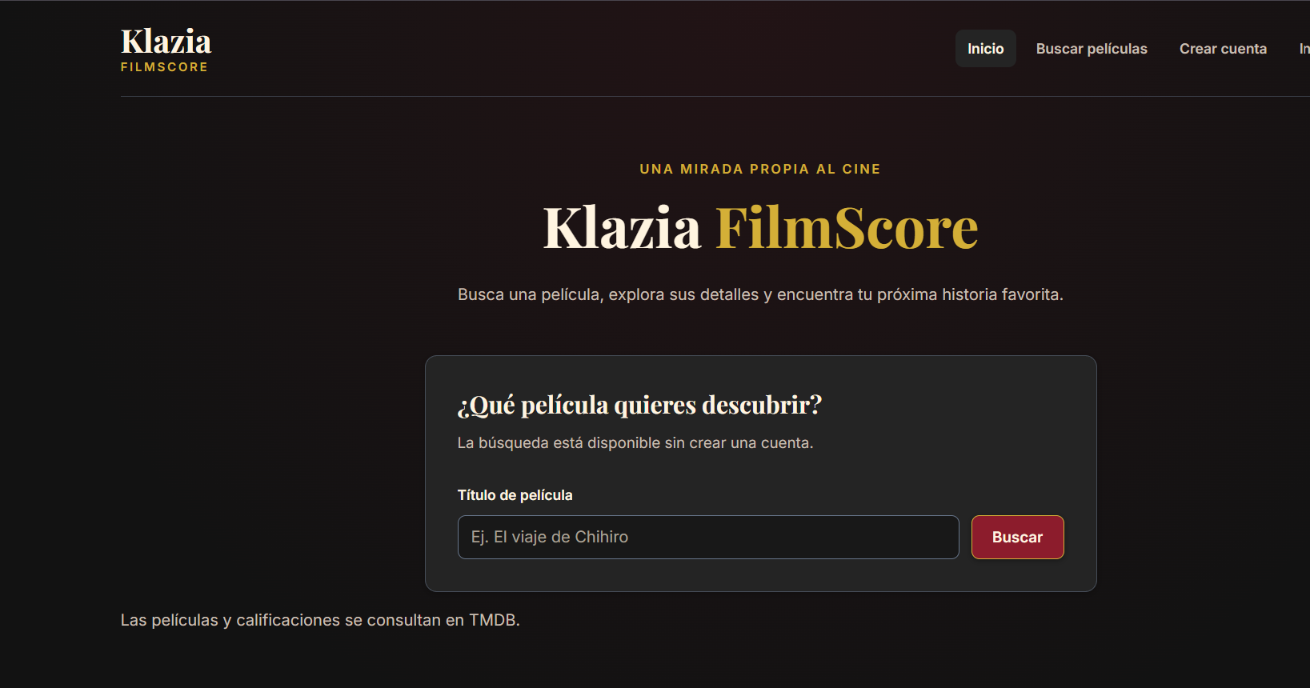 Klazia
FILMSCORE
Inicio Buscar películas Crear cuenta
UNA MIRADA PROPIA AL CINE
Klazia FilmScore
Busca una película, explora sus detalles y encuentra tu próxima historia favorita.
¿Qué película quieres descubrir?
La búsqueda está disponible sin crear una cuenta.
Título de película
Ej. El viaje de Chihiro Buscar
Las películas y calificaciones se consultan en TMDB.